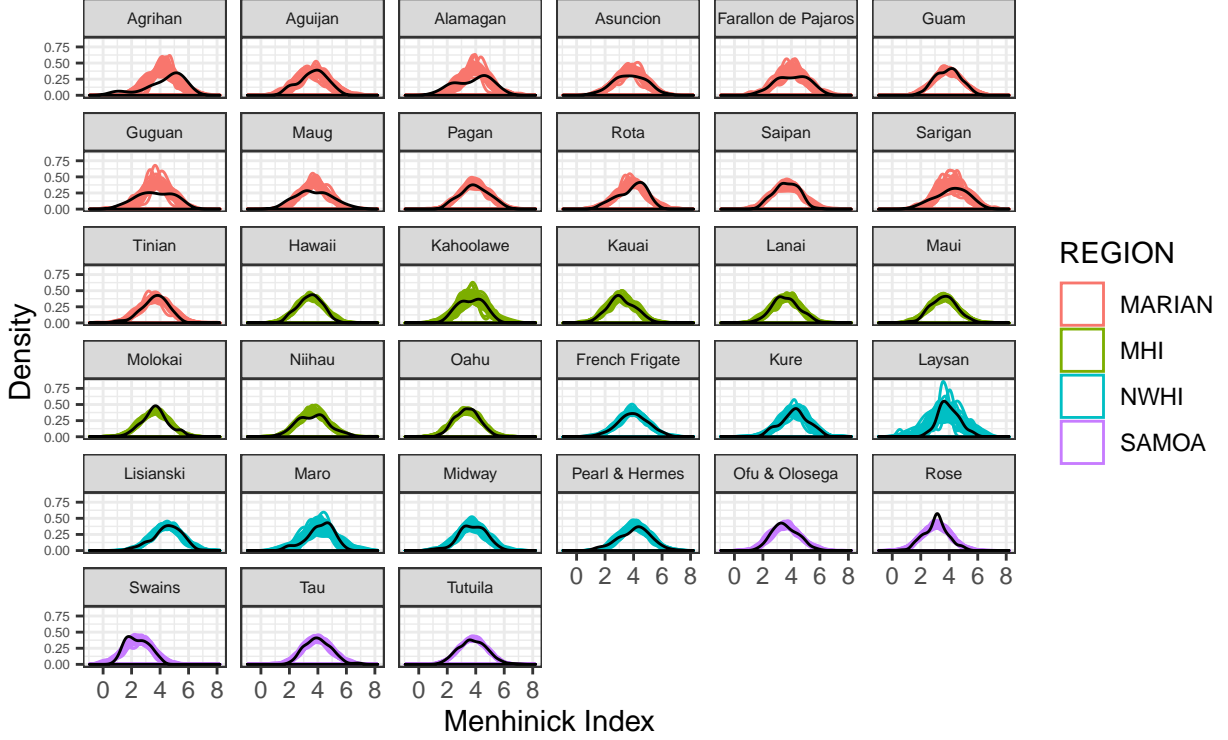 Agrihan Aguijan Alamagan Asuncion Farallon de Pajaros Guam
0.75
0.50
0.25
0.00
Guguan Maug Pagan Rota Saipan Sarigan
0.75
0.50
0.25
0.00
Tinian Hawaii Kahoolawe Kauai Lanai Maui
0.75
0.50
0.25
0.00
Molokai Niihau Oahu French Frigate Kure Laysan
0.75
0.50
0.25
0.00
Lisianski Maro Midway Pearl & Hermes Ofu & Olosega Rose
0.75
0.50
0.25
0.00
0 2 4 6 8 0 2 4 6 8 0 2 4 6 8
Swains Tau Tutuila
0.75
0.50
0.25
0.00
0 2 4 6 8 0 2 4 6 8 0 2 4 6 8
Menhinick Index
Density
REGION
MARIAN
MHI
NWHI
SAMOA